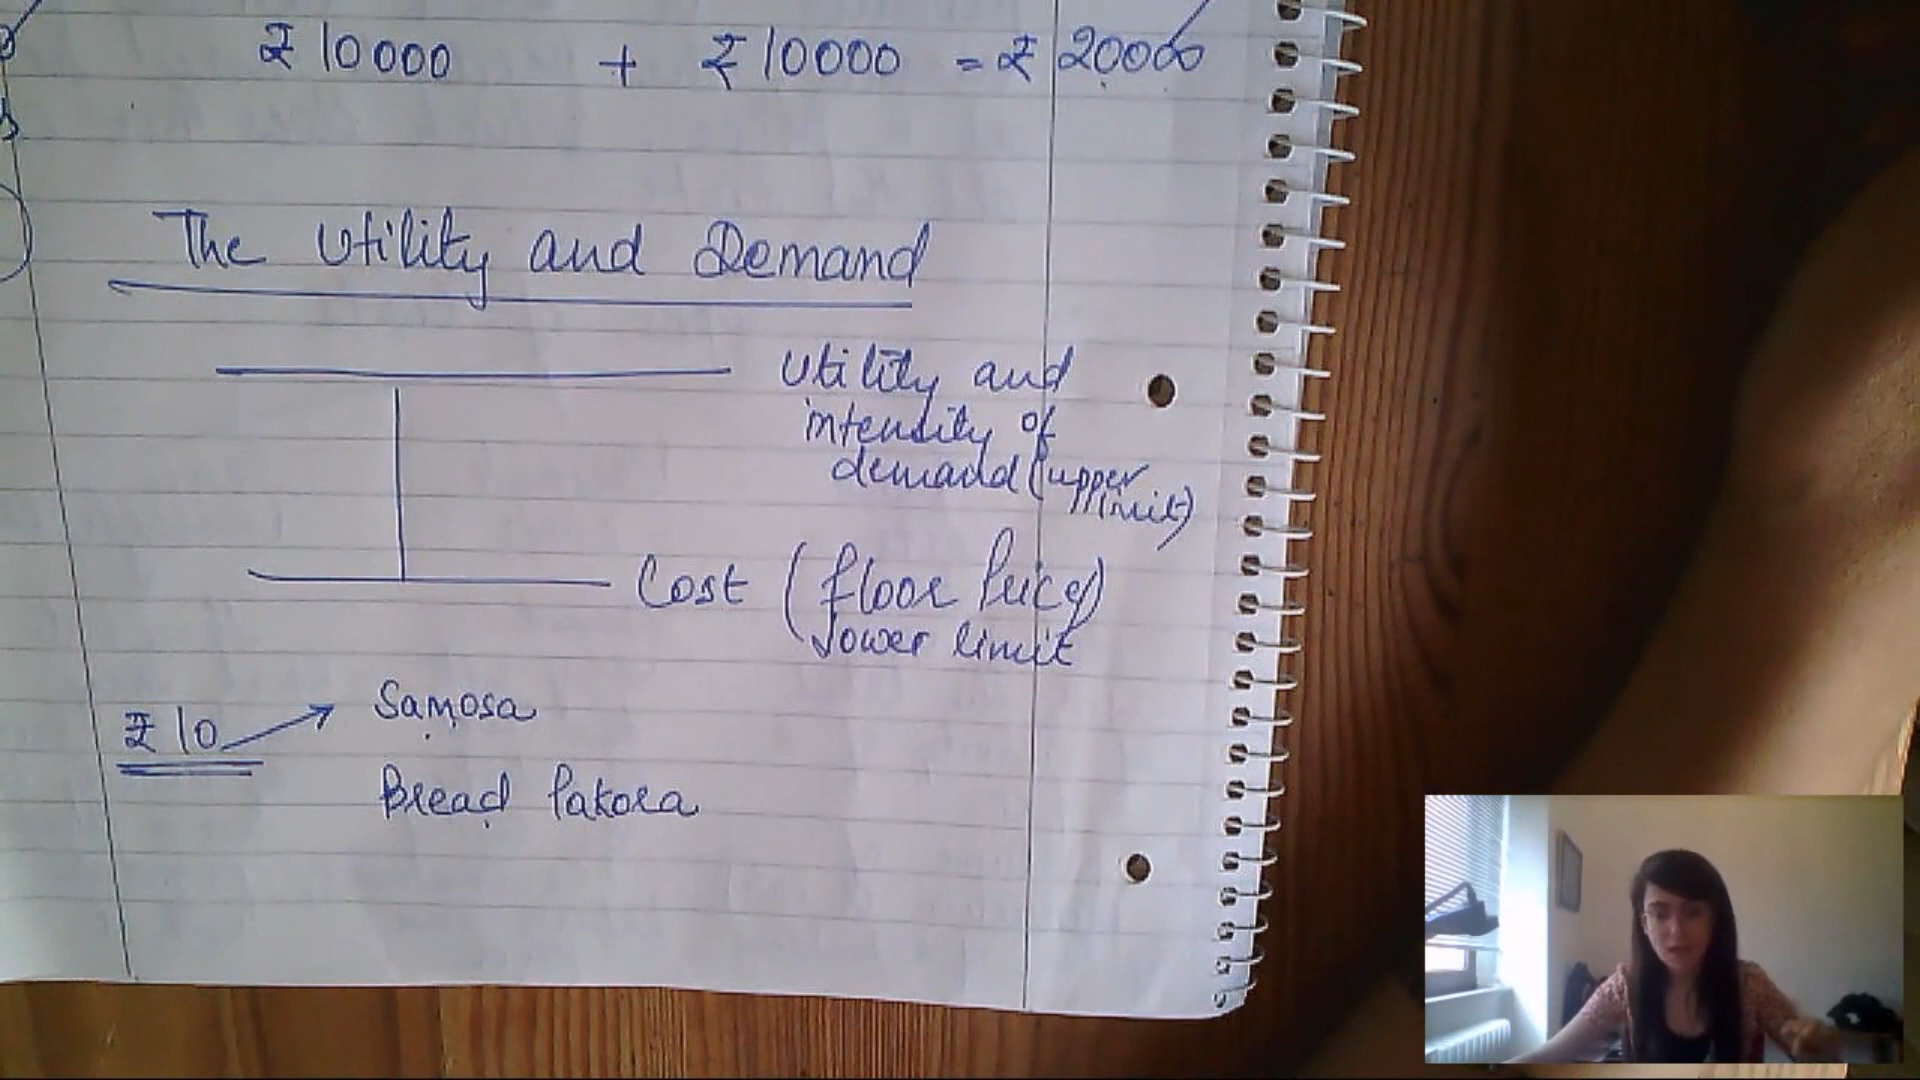 ₹ 10000 + ₹ 10000 = ₹ 20000
The Utility and Demand
Utility and
intensity of
demand (upper
limit)
Cost (floor Price)
lower limit
₹ 10 → Samosa
Bread Pakora